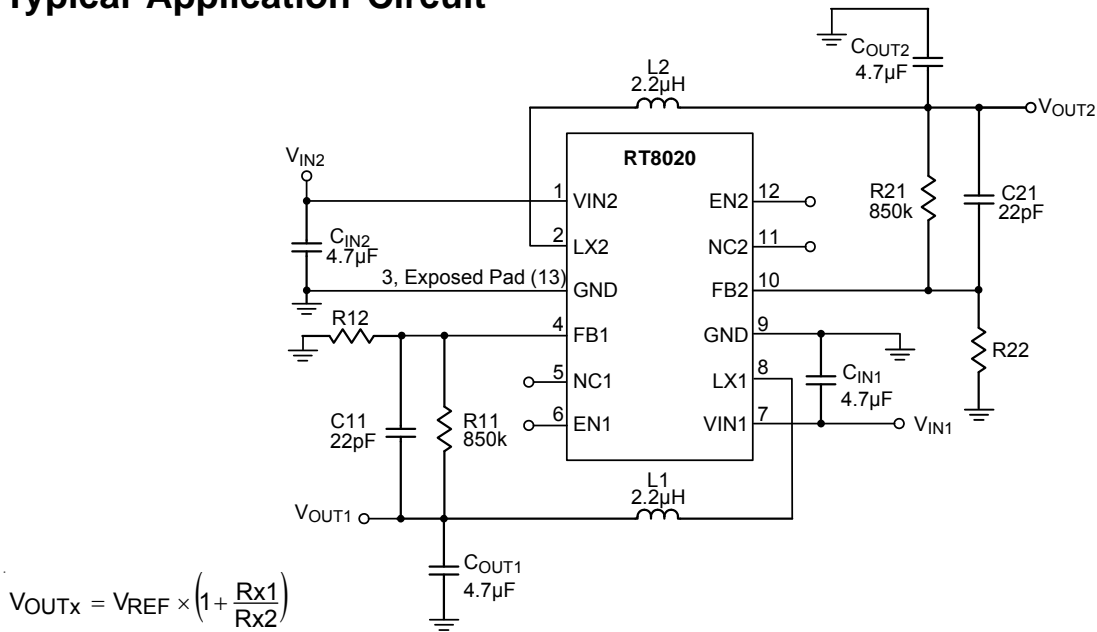 Typical Application Circuit
COUT2
4.7µF
L2
2.2µH
VOUT2
VIN2
RT8020
1
VIN2
EN2
12
R21
850k
C21
22pF
CIN2
4.7µF
2
LX2
NC2
11
3, Exposed Pad (13)
GND
FB2
10
R12
4
FB1
GND
9
R22
5
NC1
LX1
8
CIN1
4.7µF
C11
22pF
R11
850k
6
EN1
VIN1
7
VIN1
L1
2.2µH
VOUT1
COUT1
4.7µF
VOUTx = VREF × (1 + Rx1/Rx2)